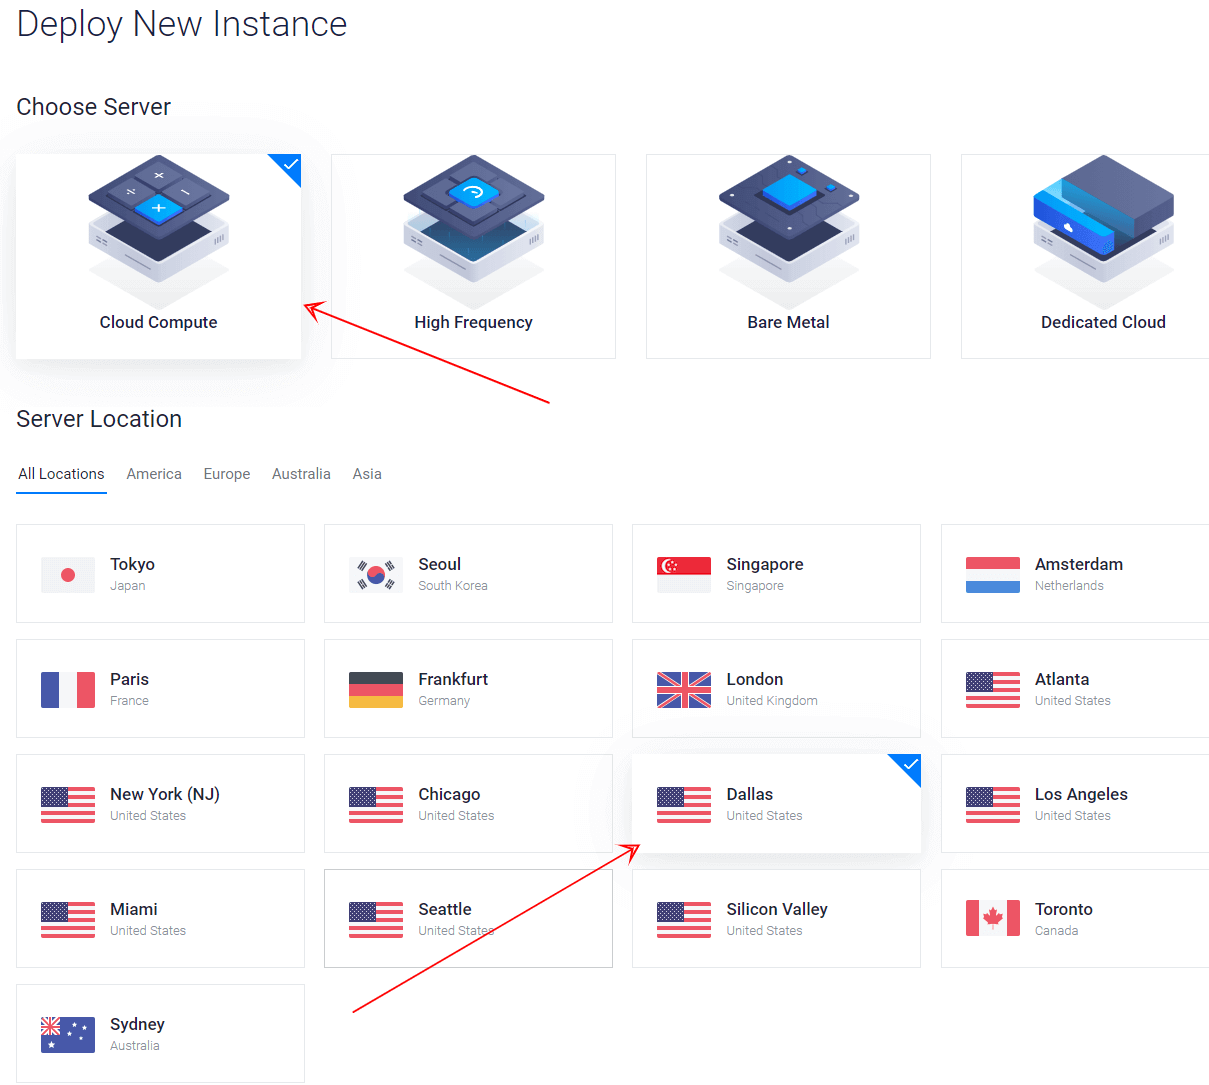 Deploy New Instance
Choose Server
Cloud Compute
High Frequency
Bare Metal
Dedicated Cloud
Server Location
All Locations America Europe Australia Asia
Tokyo
Japan
Seoul
South Korea
Singapore
Singapore
Amsterdam
Netherlands
Paris
France
Frankfurt
Germany
London
United Kingdom
Atlanta
United States
New York (NJ)
United States
Chicago
United States
Dallas
United States
Los Angeles
United States
Miami
United States
Seattle
United States
Silicon Valley
United States
Toronto
Canada
Sydney
Australia